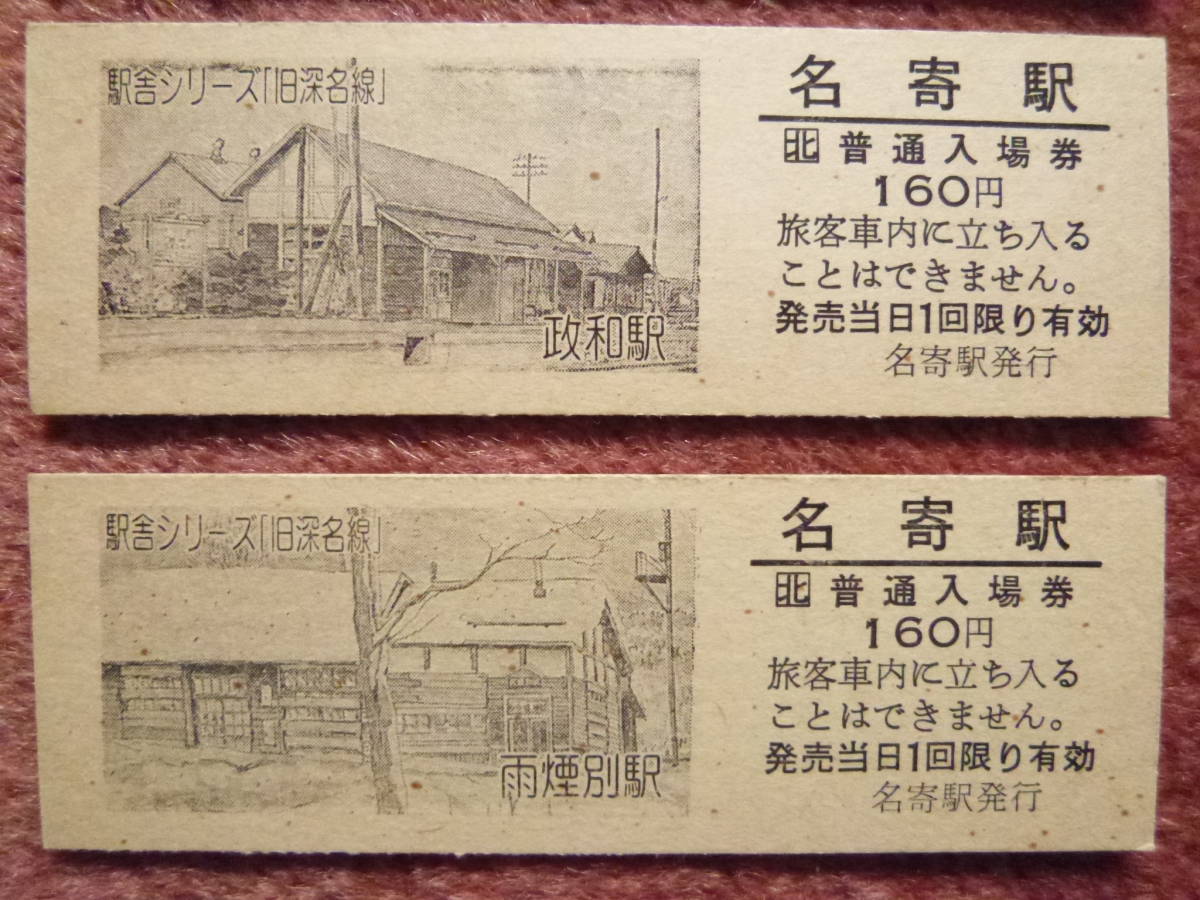 駅舎シリーズ「旧深名線」
政和駅
名寄駅
北 普通入場券
160円
旅客車内に立ち入る
ことはできません。
発売当日1回限り有効
名寄駅発行
駅舎シリーズ「旧深名線」
雨煙別駅
名寄駅
北 普通入場券
160円
旅客車内に立ち入る
ことはできません。
発売当日1回限り有効
名寄駅発行